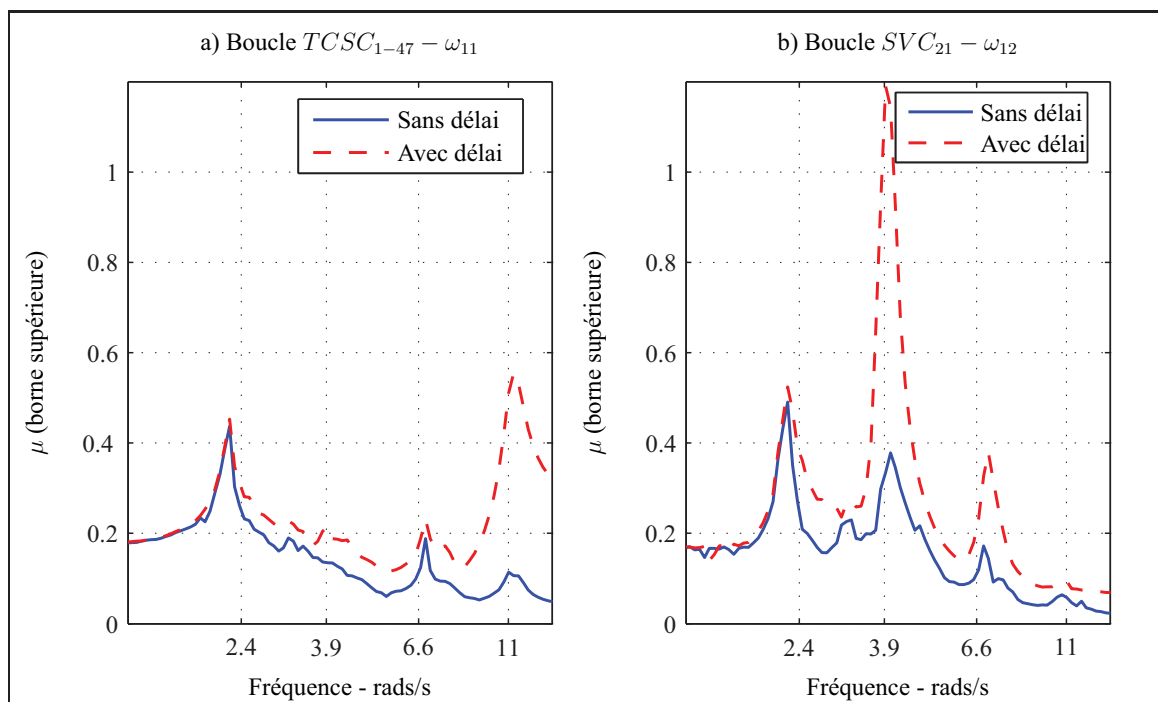 a) Boucle TCSC₁₋₄₇ − ω₁₁
Sans délai
Avec délai
1
0.8
0.6
0.4
0.2
0
μ (borne supérieure)
2.4
3.9
6.6
11
Fréquence - rads/s
b) Boucle SVC₂₁ − ω₁₂
Sans délai
Avec délai
1
0.8
0.6
0.4
0.2
0
μ (borne supérieure)
2.4
3.9
6.6
11
Fréquence - rads/s